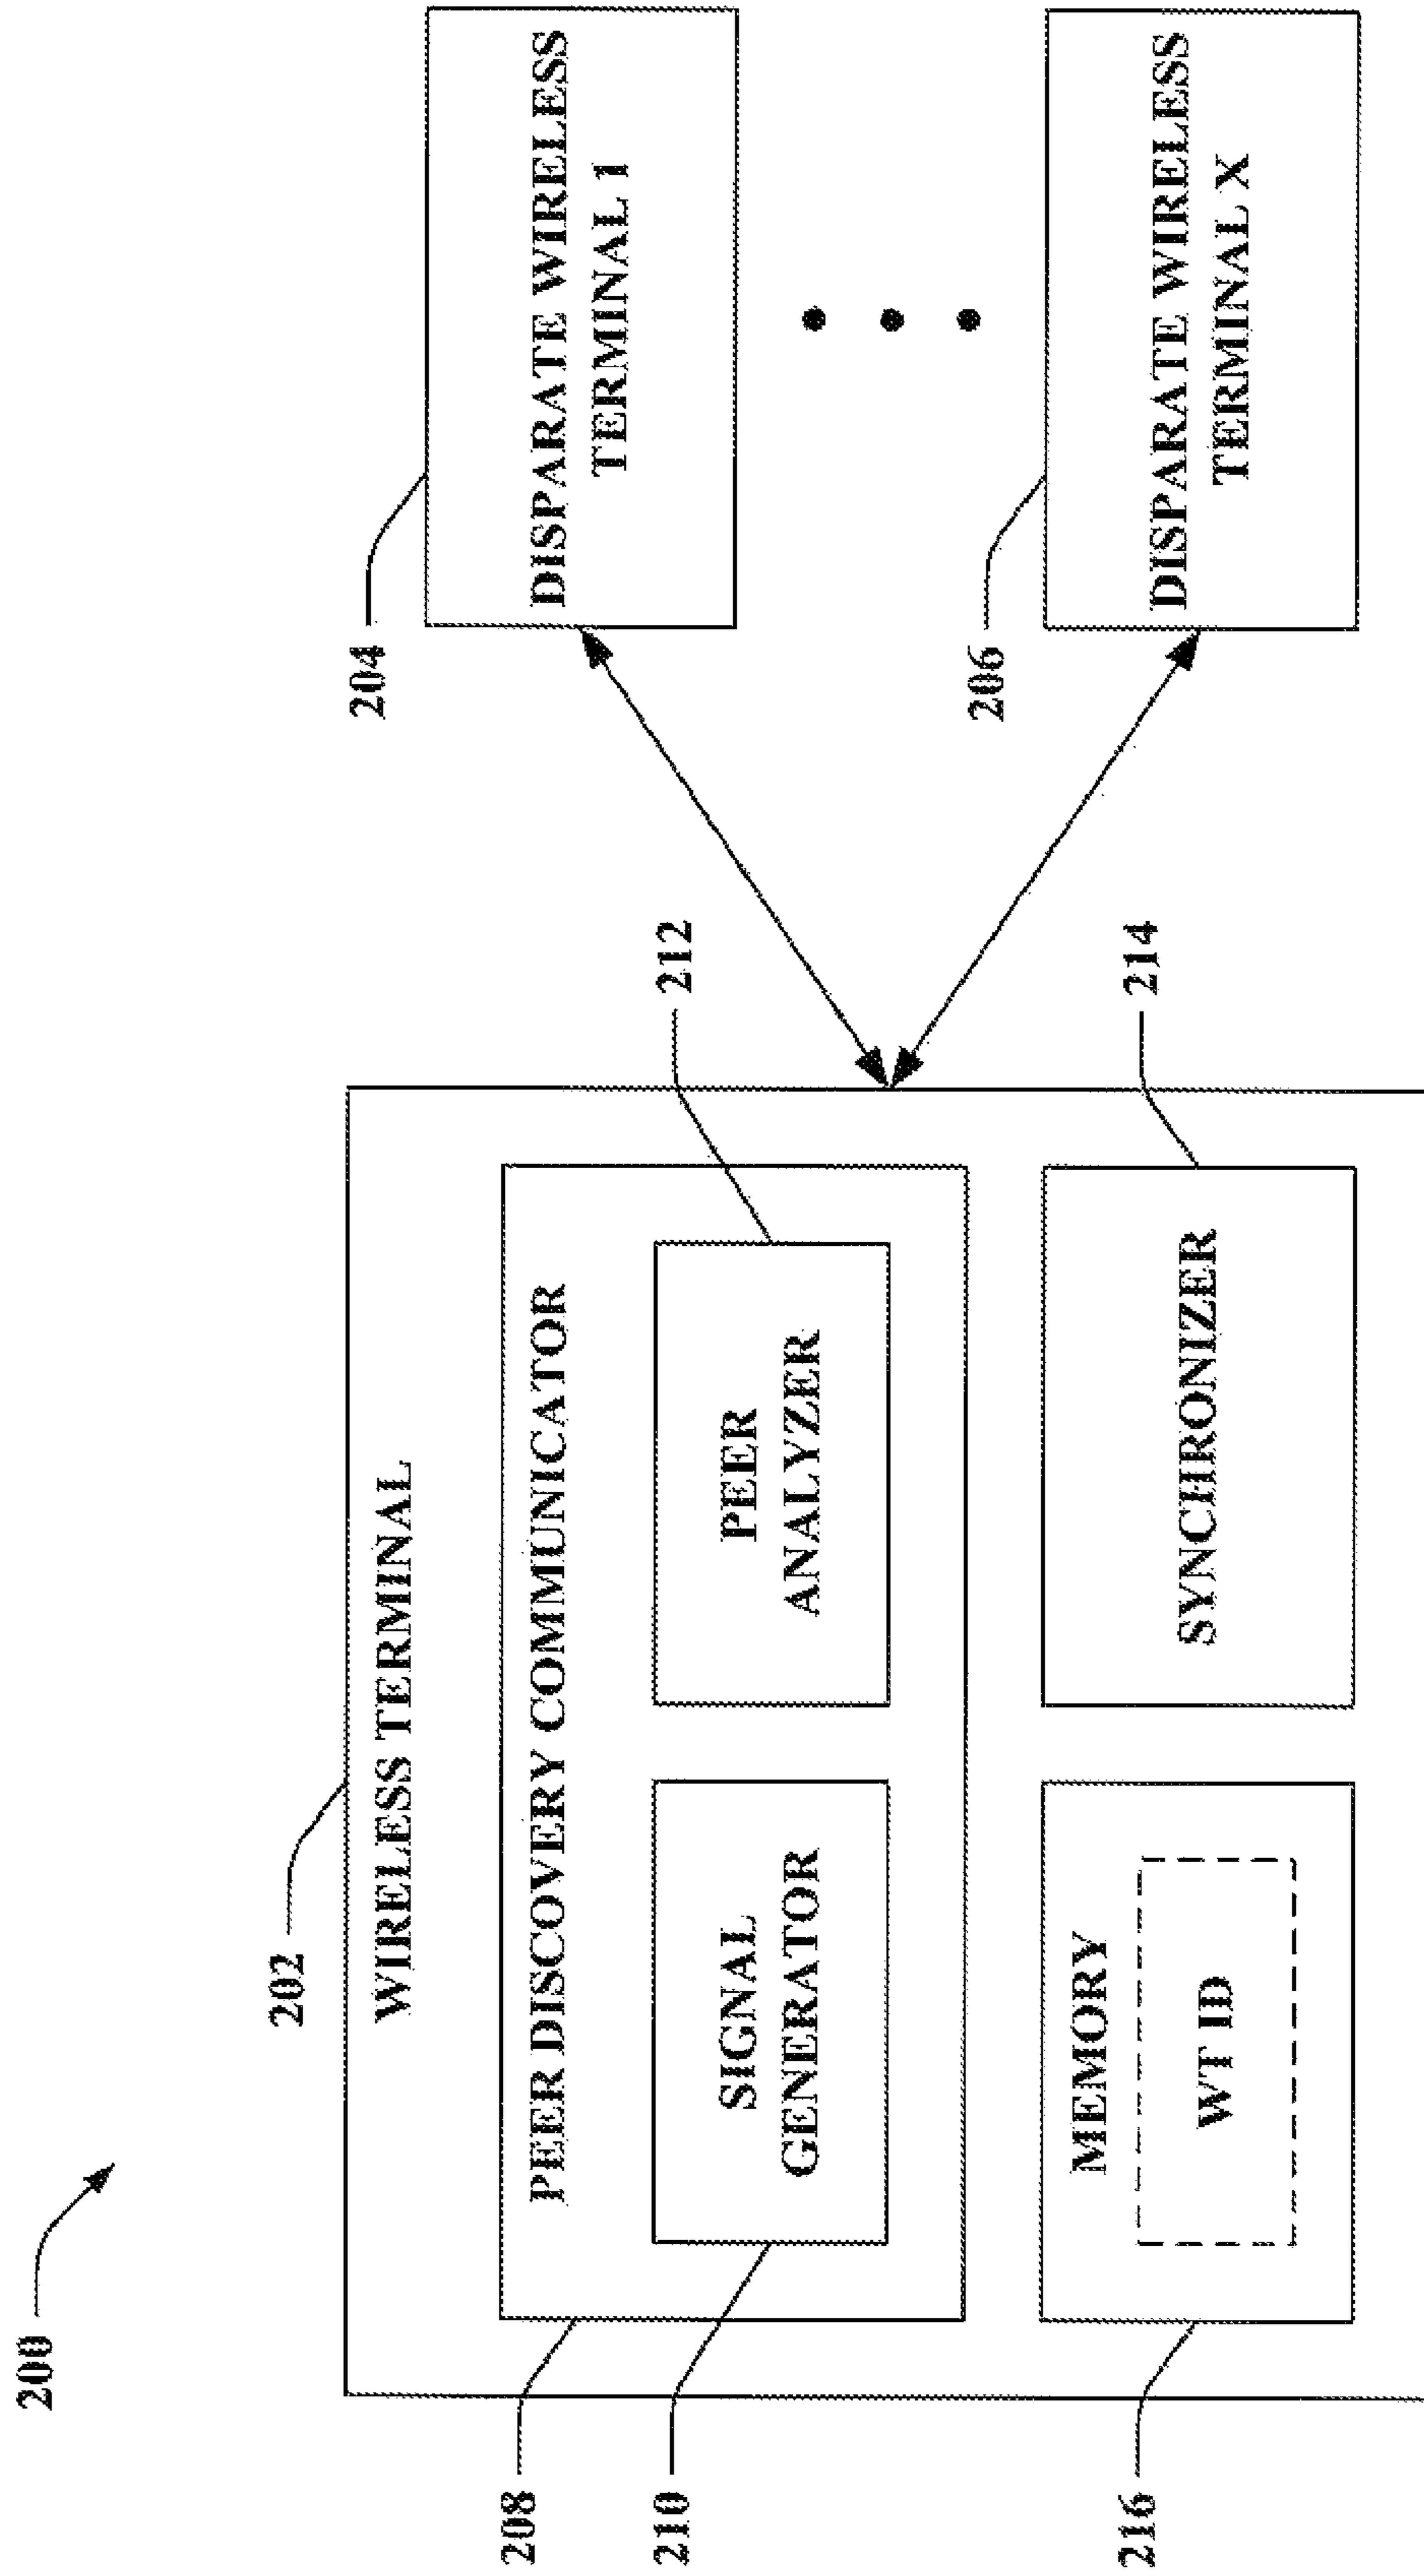 200
202
WIRELESS TERMINAL
208
PEER DISCOVERY COMMUNICATOR
210
SIGNAL
GENERATOR
212
PEER
ANALYZER
216
MEMORY
WT ID
214
SYNCHRONIZER
204
DISPARATE WIRELESS
TERMINAL 1
206
DISPARATE WIRELESS
TERMINAL X